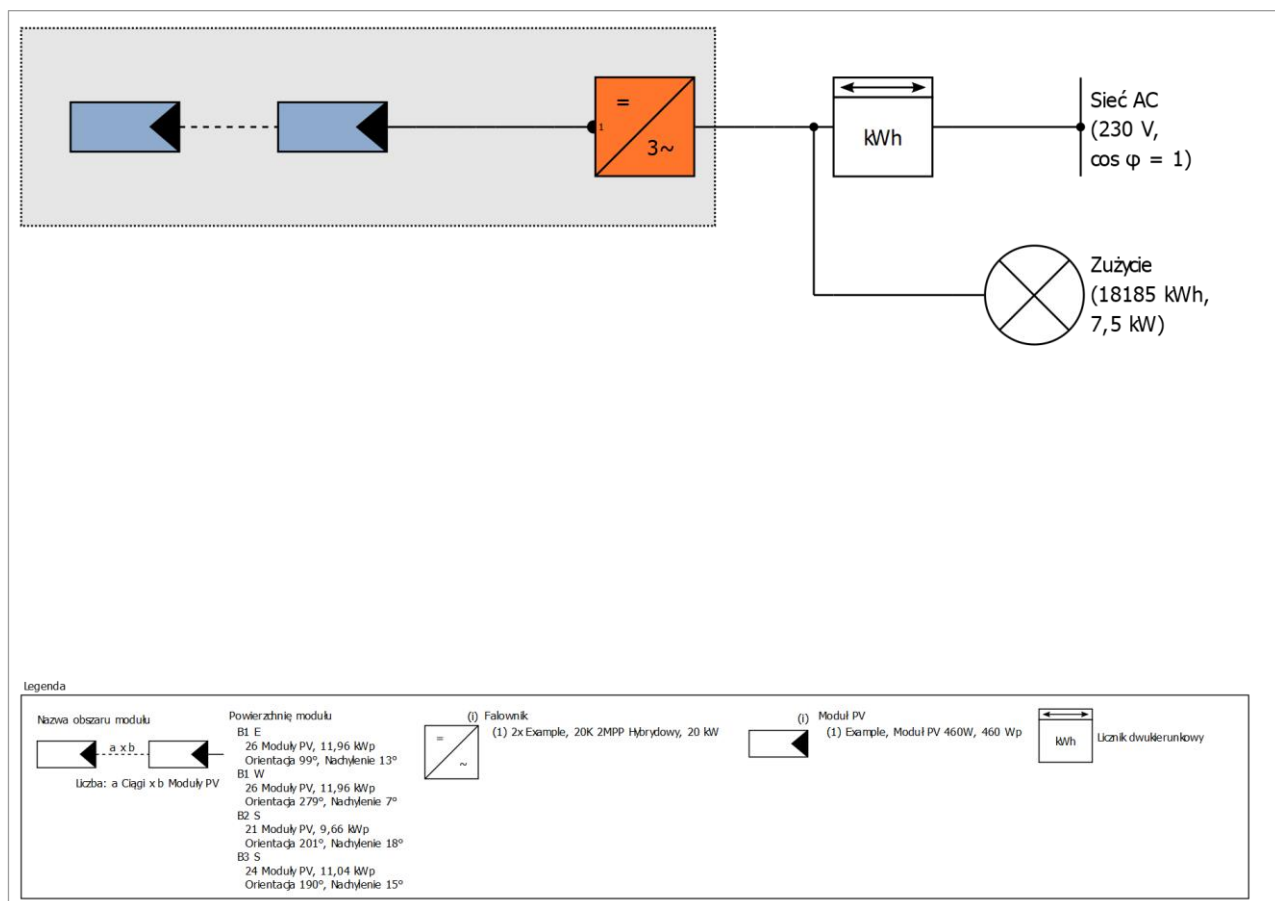 =
1
3~
kWh
Sieć AC
(230 V,
cos φ = 1)
Zużycie
(18185 kWh,
7,5 kW)
Legenda
Nazwa obszaru modułu
a x b
Liczba: a Ciągi x b Moduły PV
Powierzchnię modułu
B1 E
26 Moduły PV, 11,96 kWp
Orientacja 99°, Nachylenie 13°
B1 W
26 Moduły PV, 11,96 kWp
Orientacja 279°, Nachylenie 7°
B2 S
21 Moduły PV, 9,66 kWp
Orientacja 201°, Nachylenie 18°
B3 S
24 Moduły PV, 11,04 kWp
Orientacja 190°, Nachylenie 15°
(i) Falownik
=
~
(1) 2x Example, 20K 2MPP Hybrydowy, 20 kW
(i) Moduł PV
(1) Example, Moduł PV 460W, 460 Wp
kWh
Licznik dwukierunkowy